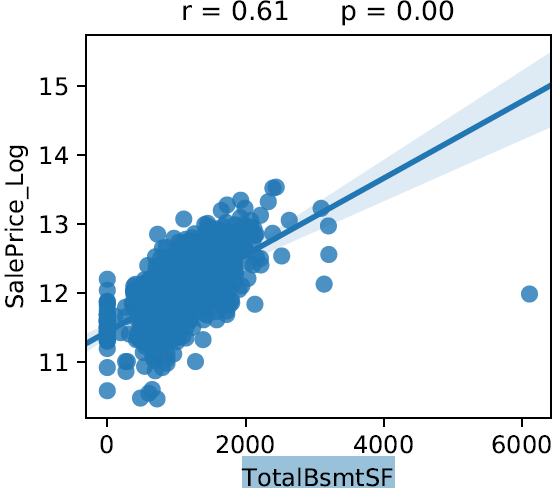 r = 0.61 p = 0.00
15
14
13
12
11
SalePrice_Log
0 2000 4000 6000
TotalBsmtSF